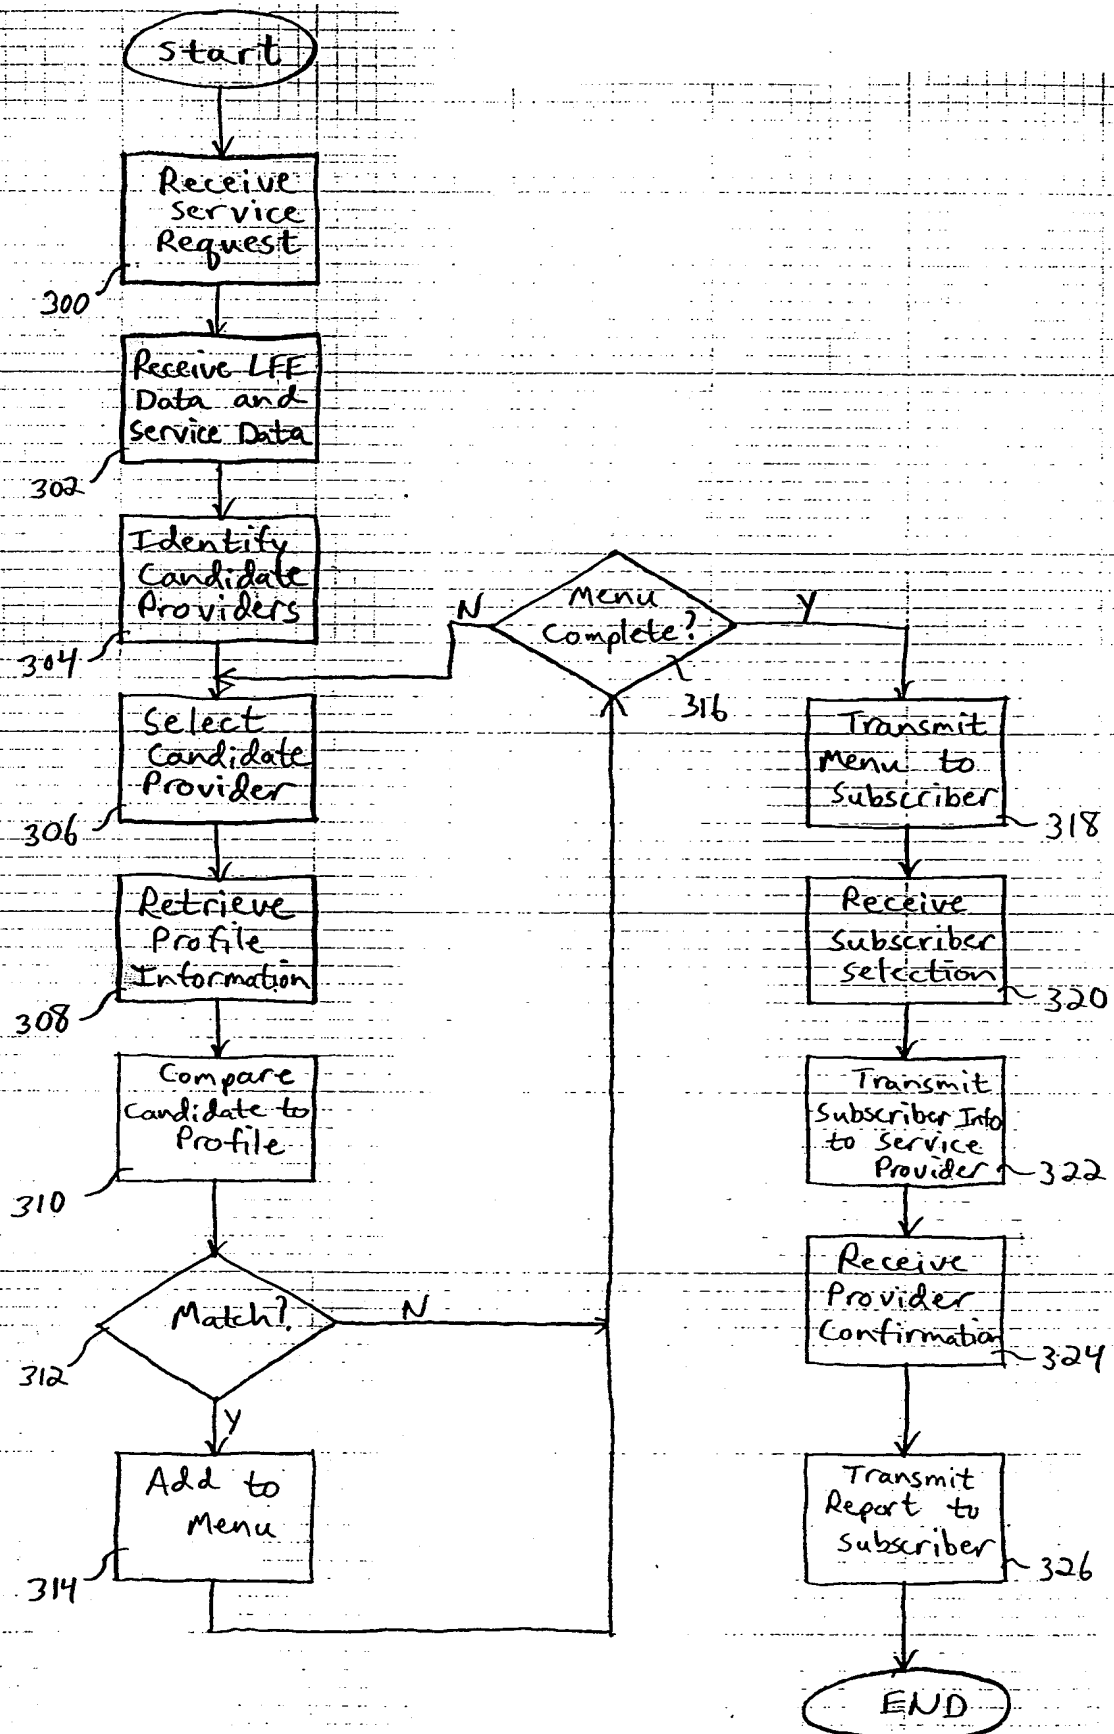 Start
Receive
Service
Request
300
Receive LFE
Data and
Service Data
302
Identify
Candidate
Providers
304
Select
Candidate
Provider
306
Retrieve
Profile
Information
308
Compare
Candidate to
Profile
310
Match?
N
312
Y
Add to
Menu
314
Menu
Complete?
N
Y
316
Transmit
Menu to
Subscriber
318
Receive
Subscriber
Selection
320
Transmit
Subscriber Info
to Service
Provider
322
Receive
Provider
Confirmation
324
Transmit
Report to
Subscriber
326
END